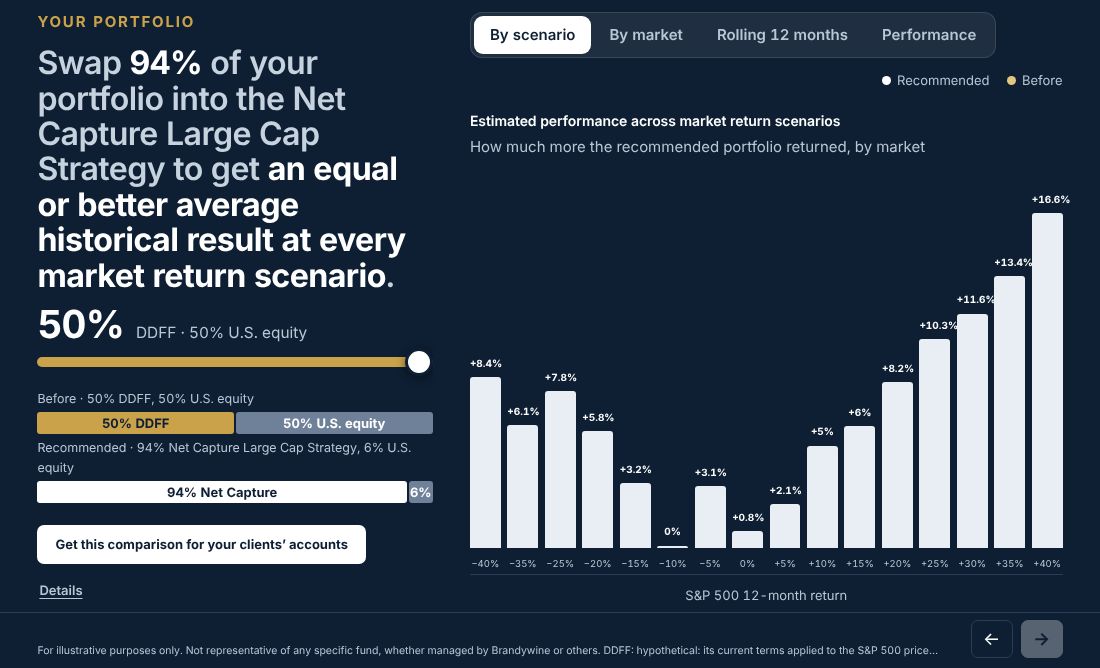 YOUR PORTFOLIO
Swap 94% of your
portfolio into the Net
Capture Large Cap
Strategy to get an equal
or better average
historical result at every
market return scenario.
50% DDFF · 50% U.S. equity
Before · 50% DDFF, 50% U.S. equity
50% DDFF 50% U.S. equity
Recommended · 94% Net Capture Large Cap Strategy, 6% U.S.
equity
94% Net Capture 6%
Get this comparison for your clients’ accounts
Details
By scenario By market Rolling 12 months Performance
Recommended Before
Estimated performance across market return scenarios
How much more the recommended portfolio returned, by market
+8.4% +6.1% +7.8% +5.8% +3.2% 0% +3.1% +0.8% +2.1% +5% +6% +8.2% +10.3% +11.6% +13.4% +16.6%
−40% −35% −25% −20% −15% −10% −5% 0% +5% +10% +15% +20% +25% +30% +35% +40%
S&P 500 12-month return
For illustrative purposes only. Not representative of any specific fund, whether managed by Brandywine or others. DDFF: hypothetical: its current terms applied to the S&P 500 price...